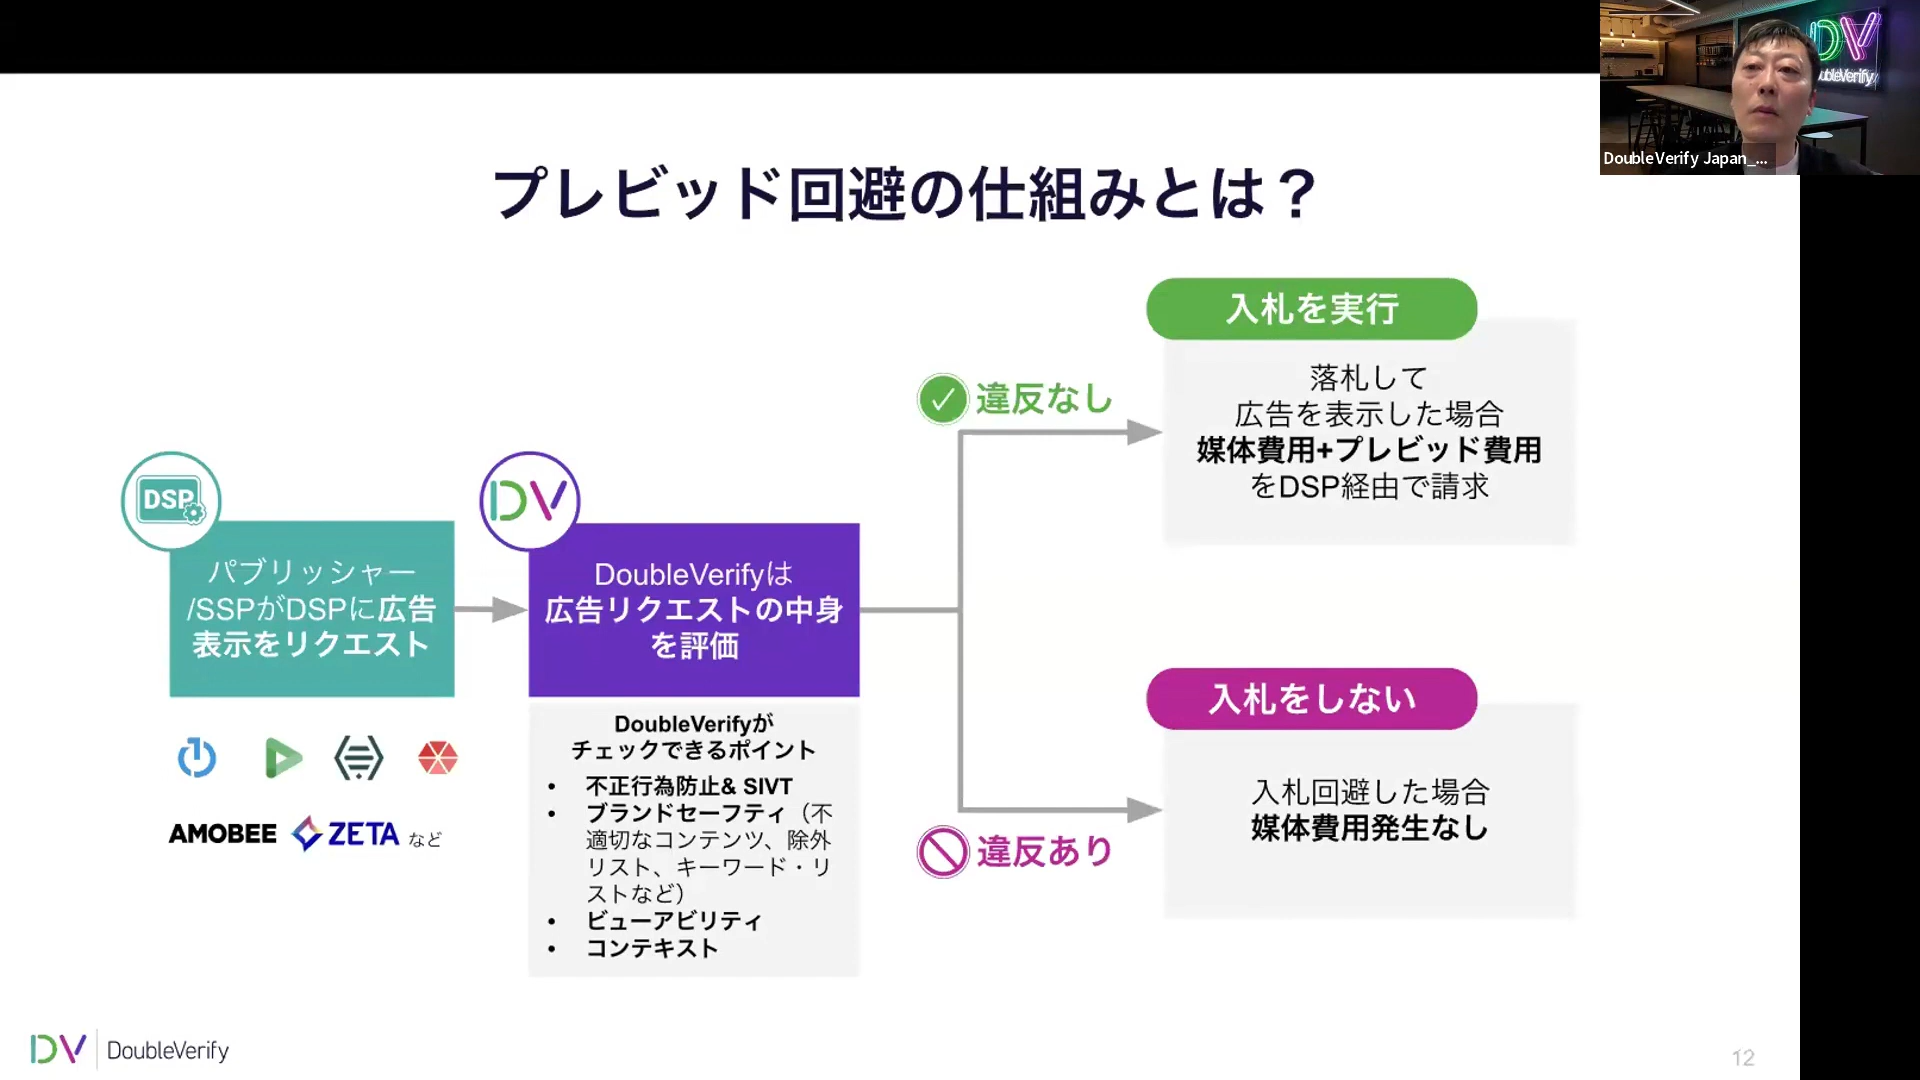 DV
ubleVerify
DoubleVerify Japan_...
プレビッド回避の仕組みとは？
DSP
パブリッシャー
/SSPがDSPに広告
表示をリクエスト
AMOBEE
ZETA など
DV
DoubleVerifyは
広告リクエストの中身
を評価
DoubleVerifyが
チェックできるポイント
• 不正行為防止& SIVT
• ブランドセーフティ（不
適切なコンテンツ、除外
リスト、キーワード・リ
ストなど）
• ビューアビリティ
• コンテキスト
違反なし
入札を実行
落札して
広告を表示した場合
媒体費用+プレビッド費用
をDSP経由で請求
違反あり
入札をしない
入札回避した場合
媒体費用発生なし
DV DoubleVerify
12